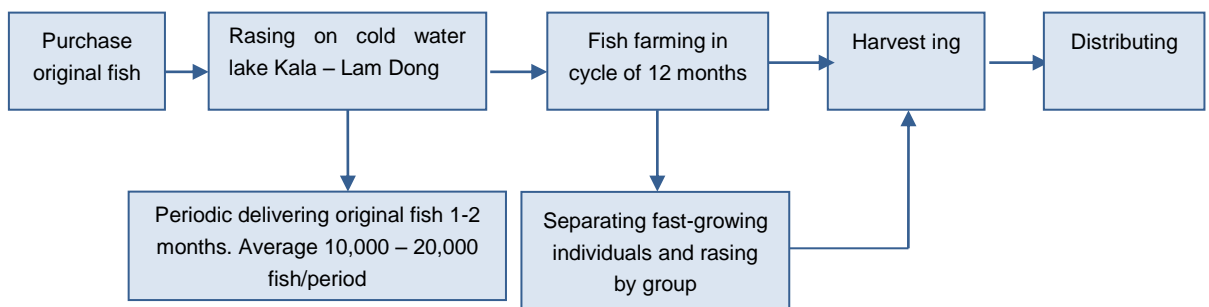 Purchase
original fish
Rasing on cold water
lake Kala – Lam Dong
Fish farming in
cycle of 12 months
Harvest ing
Distributing
Periodic delivering original fish 1-2
months. Average 10,000 – 20,000
fish/period
Separating fast-growing
individuals and rasing
by group